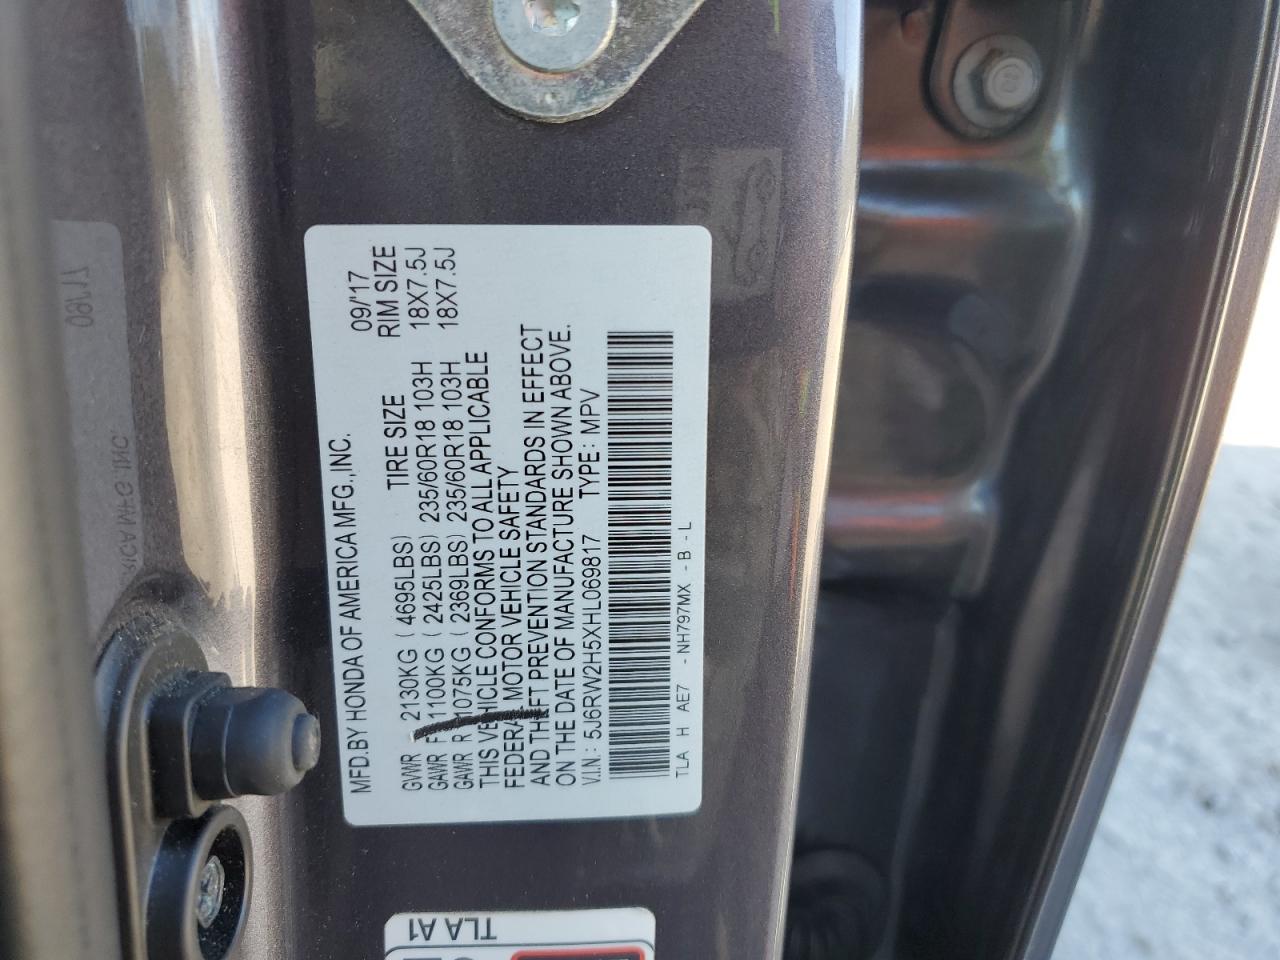 MFD.BY HONDA OF AMERICA MFG.,INC. 09/'17
GVWR 2130KG ( 4695LBS) TIRE SIZE RIM SIZE
GAWR F 1100KG ( 2425LBS) 235/60R18 103H 18X7.5J
GAWR R 1075KG ( 2369LBS) 235/60R18 103H 18X7.5J
THIS VEHICLE CONFORMS TO ALL APPLICABLE
FEDERAL MOTOR VEHICLE SAFETY
AND THEFT PREVENTION STANDARDS IN EFFECT
ON THE DATE OF MANUFACTURE SHOWN ABOVE.
V.I.N.: 5J6RW2H5XHL069817 TYPE: MPV
TLA H AE7 - NH797MX - B - L
TLA A1